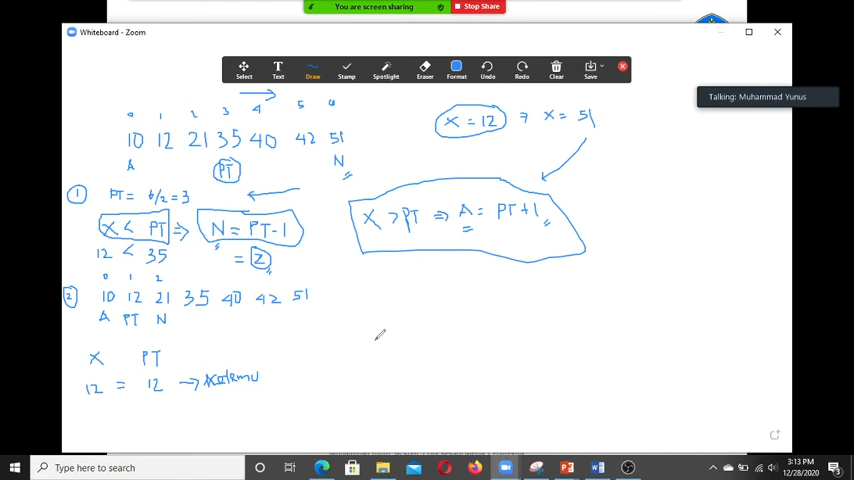 You are screen sharing
Stop Share
Whiteboard - Zoom
Select Text Draw Stamp Spotlight Eraser Format Undo Redo Clear Save
Talking: Muhammad Yunus
0 1 2 3 4 5 6
10 12 21 35 40 42 51
A PT N
X = 12 ⇒ X = 51
1 PT = 6/2 = 3
X < PT ⇒ N = PT-1
12 < 35 = 2
X > PT ⇒ A = PT+1
0 1 2
2 10 12 21 35 40 42 51
A PT N
X PT
12 = 12 →
Type here to search
3:13 PM
12/28/2020
3